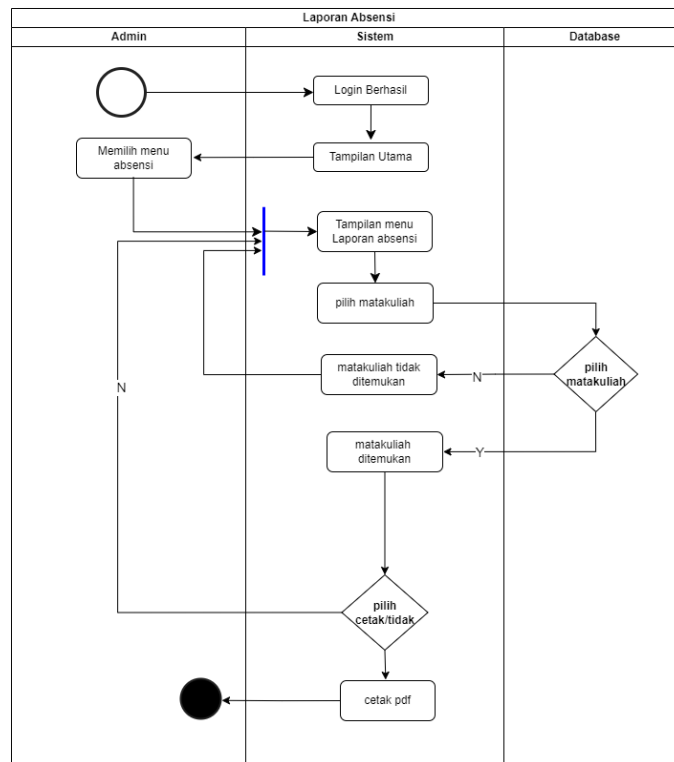 Laporan Absensi
Admin
Sistem
Database
Login Berhasil
Tampilan Utama
Memilih menu
absensi
Tampilan menu
Laporan absensi
pilih matakuliah
pilih
matakuliah
N
matakuliah tidak
ditemukan
Y
matakuliah
ditemukan
N
pilih
cetak/tidak
cetak pdf